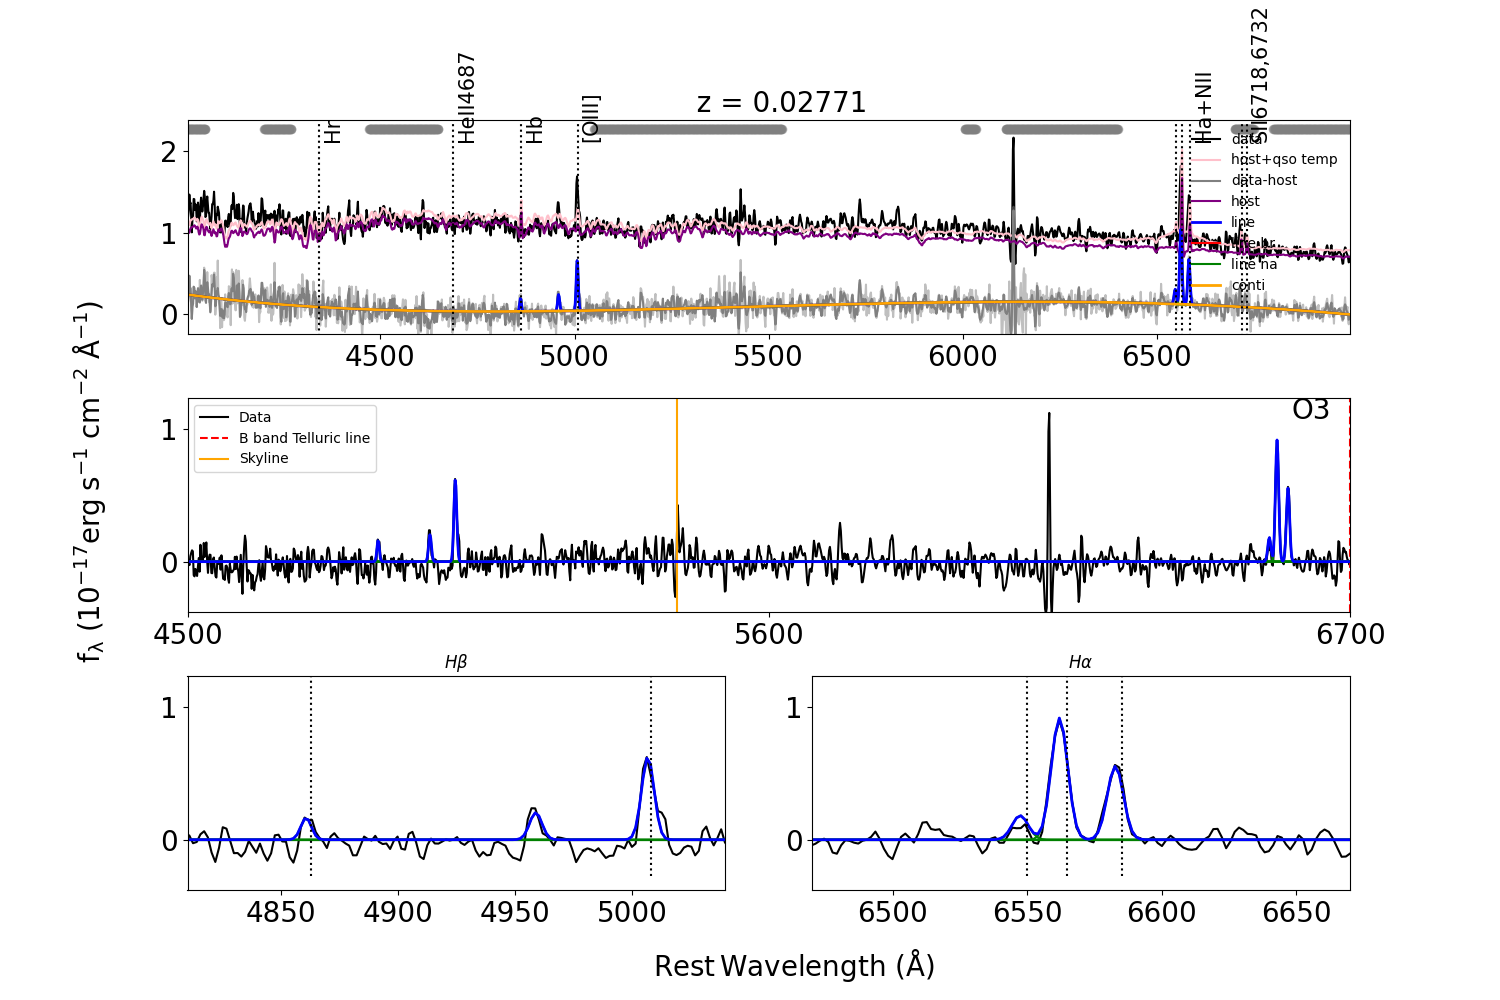 z = 0.02771
Hr
HeII4687
Hb
[OIII]
Ha+NII
SII6718,6732
data
host+qso temp
data-host
host
line
line br
line na
conti
2
1
0
4500
5000
5500
6000
6500
O3
Data
B band Telluric line
Skyline
1
0
4500
5600
6700
fλ (10⁻¹⁷erg s⁻¹ cm⁻² Å⁻¹)
Hβ
1
0
4850
4900
4950
5000
Hα
1
0
6500
6550
6600
6650
Rest Wavelength (Å)